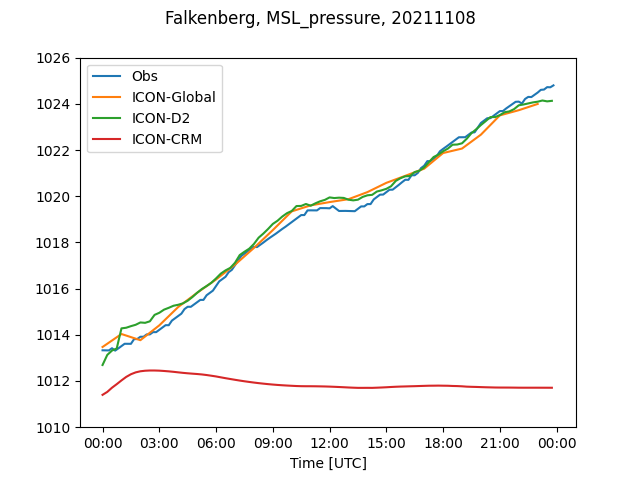 Falkenberg, MSL_pressure, 20211108
1026
1024
1022
1020
1018
1016
1014
1012
1010
Obs
ICON-Global
ICON-D2
ICON-CRM
00:00 03:00 06:00 09:00 12:00 15:00 18:00 21:00 00:00
Time [UTC]